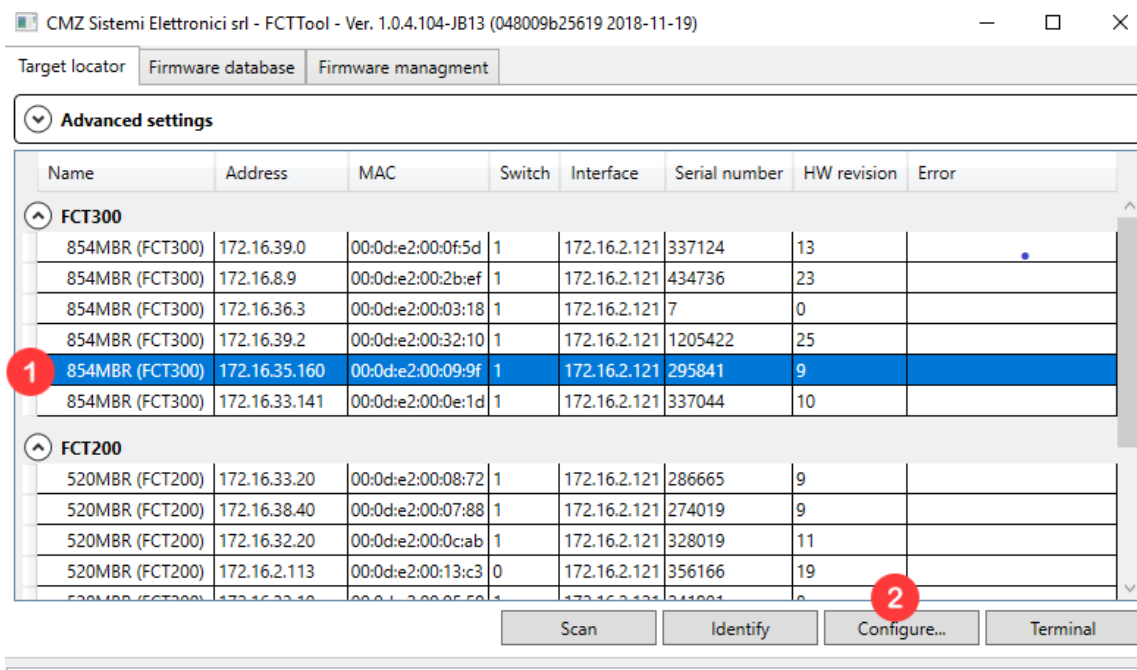 CMZ Sistemi Elettronici srl - FCTTool - Ver. 1.0.4.104-JB13 (048009b25619 2018-11-19)
Target locator Firmware database Firmware managment
Advanced settings
Name Address MAC Switch Interface Serial number HW revision Error
FCT300
854MBR (FCT300) 172.16.39.0 00:0d:e2:00:0f:5d 1 172.16.2.121 337124 13
854MBR (FCT300) 172.16.8.9 00:0d:e2:00:2b:ef 1 172.16.2.121 434736 23
854MBR (FCT300) 172.16.36.3 00:0d:e2:00:03:18 1 172.16.2.121 7 0
854MBR (FCT300) 172.16.39.2 00:0d:e2:00:32:10 1 172.16.2.121 1205422 25
1 854MBR (FCT300) 172.16.35.160 00:0d:e2:00:09:9f 1 172.16.2.121 295841 9
854MBR (FCT300) 172.16.33.141 00:0d:e2:00:0e:1d 1 172.16.2.121 337044 10
FCT200
520MBR (FCT200) 172.16.33.20 00:0d:e2:00:08:72 1 172.16.2.121 286665 9
520MBR (FCT200) 172.16.38.40 00:0d:e2:00:07:88 1 172.16.2.121 274019 9
520MBR (FCT200) 172.16.32.20 00:0d:e2:00:0c:ab 1 172.16.2.121 328019 11
520MBR (FCT200) 172.16.2.113 00:0d:e2:00:13:c3 0 172.16.2.121 356166 19
2
Scan Identify Configure... Terminal